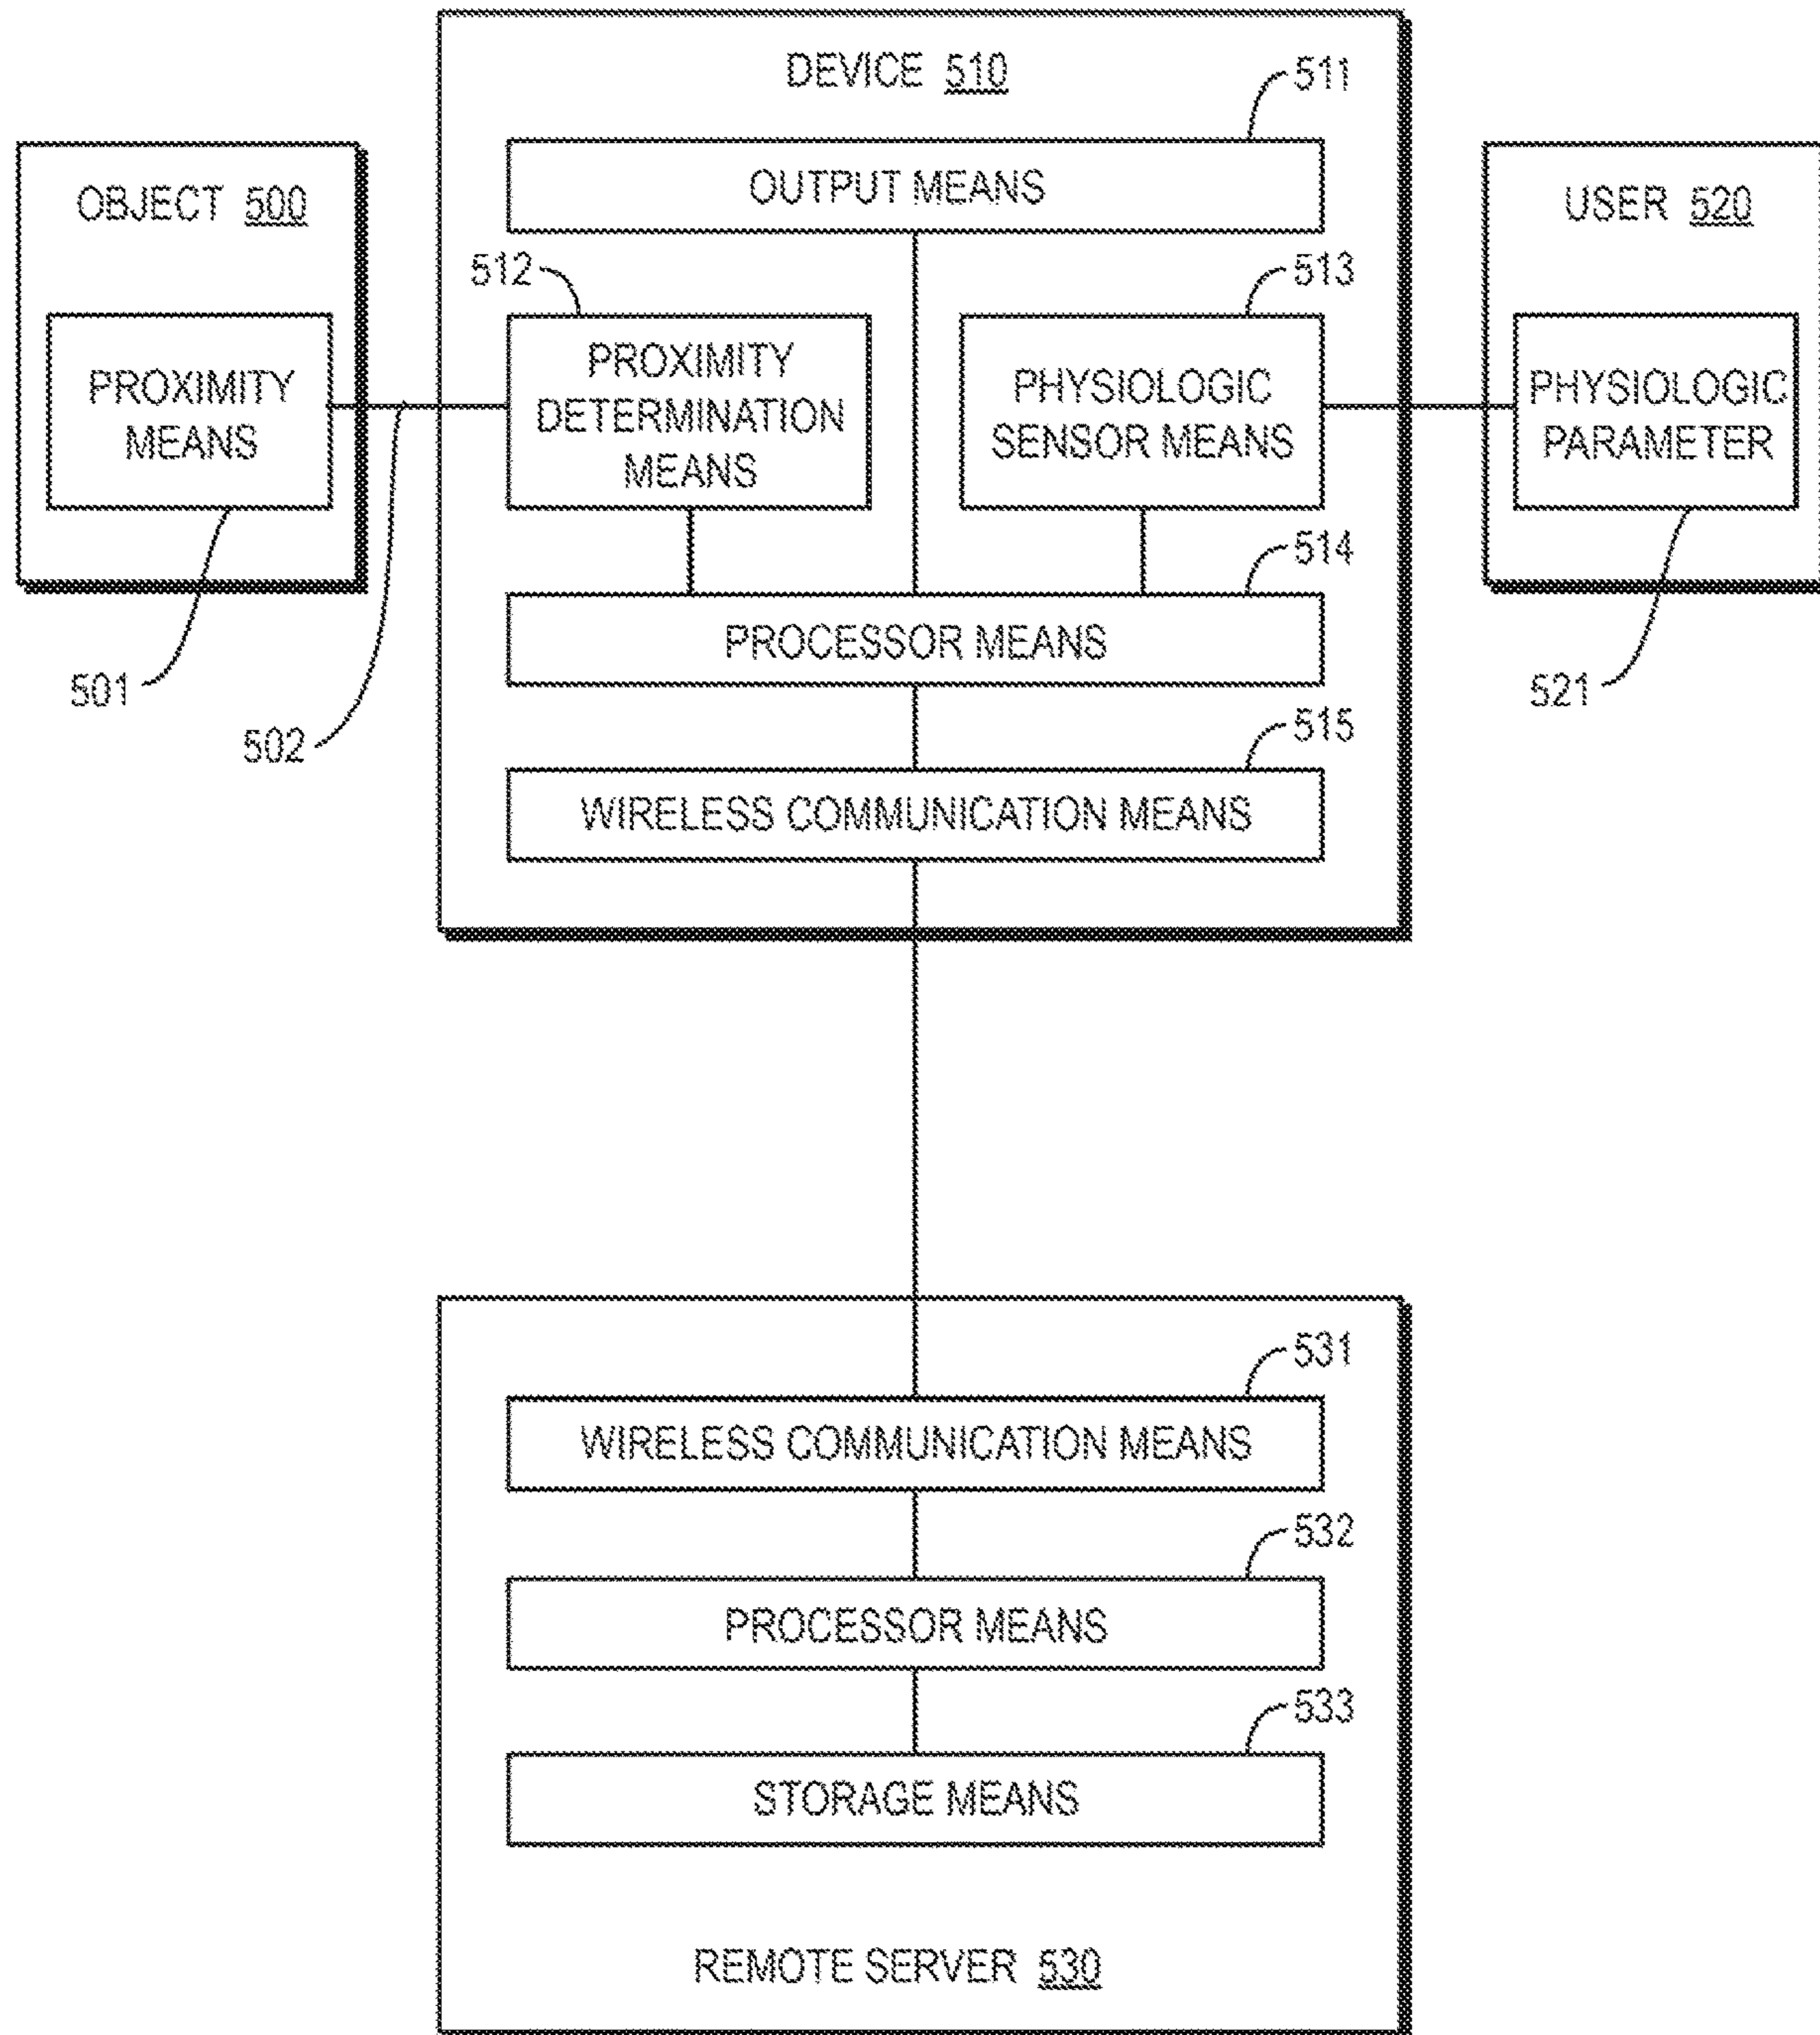 DEVICE 510
511
OUTPUT MEANS
OBJECT 500
USER 520
512
513
PROXIMITY
MEANS
PROXIMITY
DETERMINATION
MEANS
PHYSIOLOGIC
SENSOR MEANS
PHYSIOLOGIC
PARAMETER
514
PROCESSOR MEANS
501
521
502
515
WIRELESS COMMUNICATION MEANS
531
WIRELESS COMMUNICATION MEANS
532
PROCESSOR MEANS
533
STORAGE MEANS
REMOTE SERVER 530